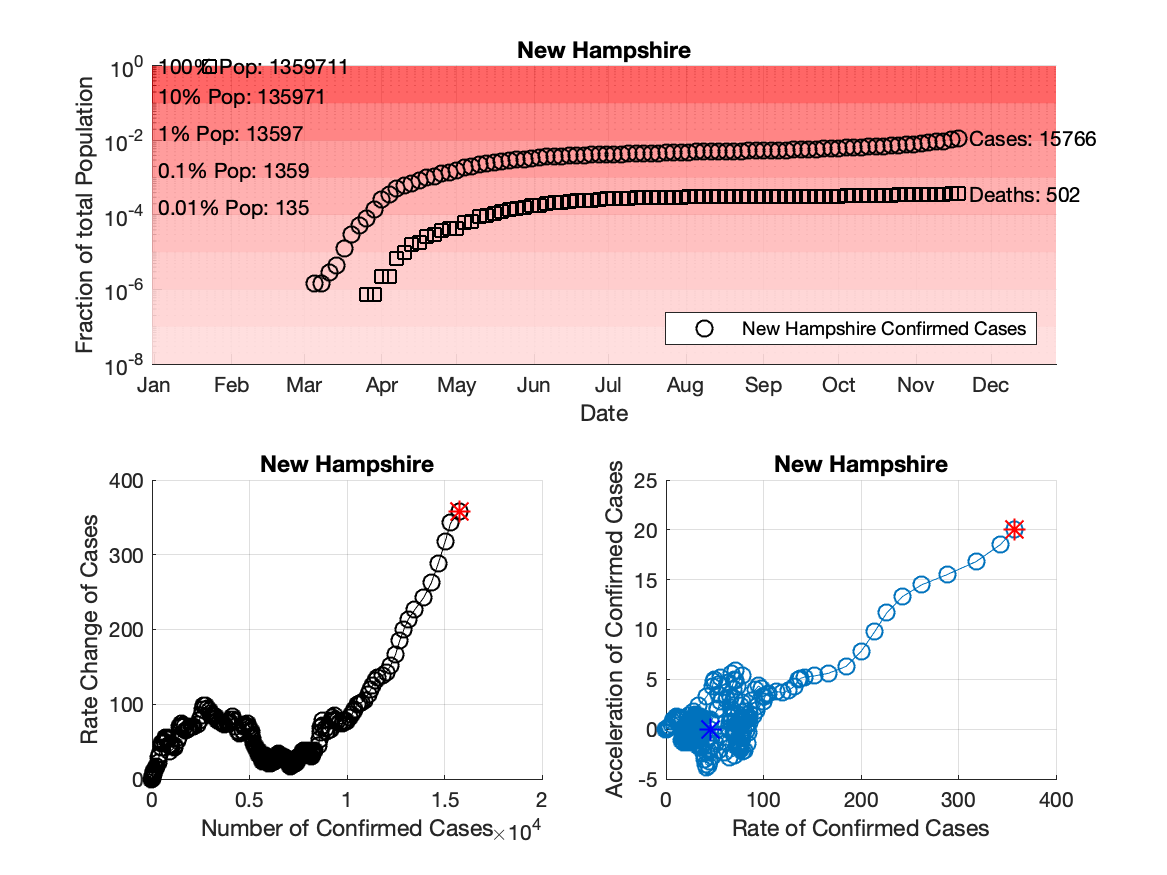 New Hampshire
Fraction of total Population
10^0
10^-2
10^-4
10^-6
10^-8
100% Pop: 1359711
10% Pop: 135971
1% Pop: 13597
0.1% Pop: 1359
0.01% Pop: 135
Cases: 15766
Deaths: 502
New Hampshire Confirmed Cases
Jan Feb Mar Apr May Jun Jul Aug Sep Oct Nov Dec
Date
New Hampshire
Rate Change of Cases
400
300
200
100
0
0 0.5 1 1.5 2
Number of Confirmed Cases ×10^4
New Hampshire
Acceleration of Confirmed Cases
25
20
15
10
5
0
-5
0 100 200 300 400
Rate of Confirmed Cases